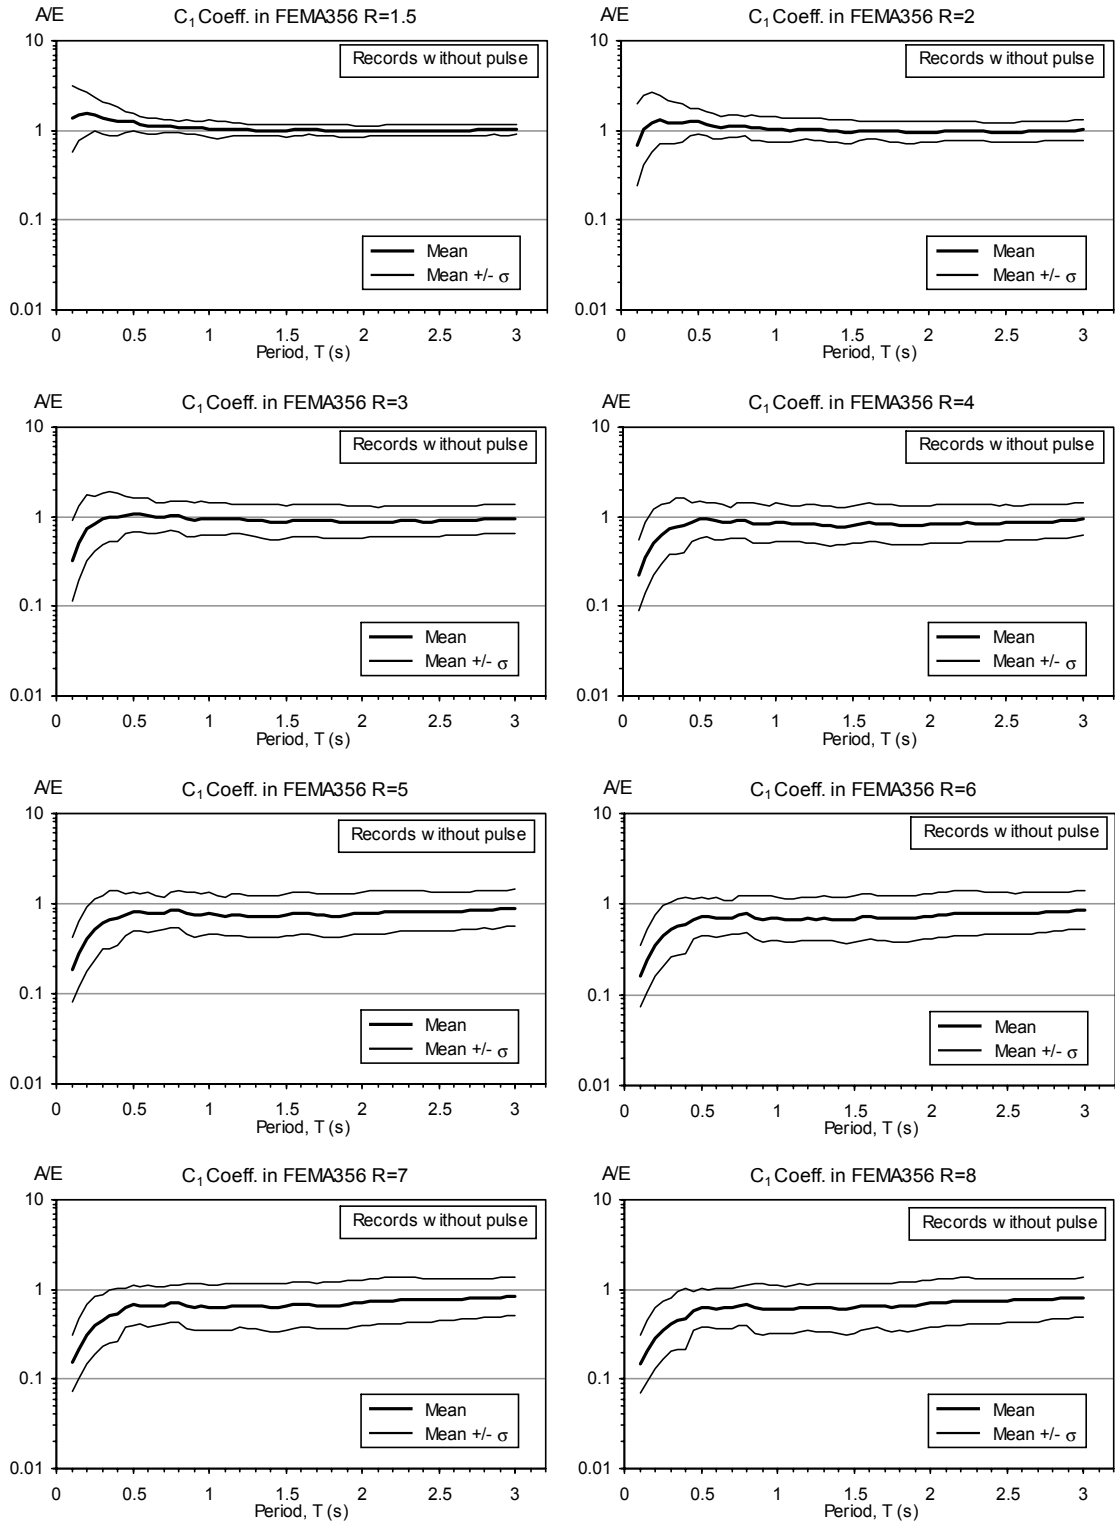 A/E C₁ Coeff. in FEMA356 R=1.5
10
1
0.1
0.01
Records without pulse
Mean
Mean +/- σ
0 0.5 1 1.5 2 2.5 3
Period, T (s)
A/E C₁ Coeff. in FEMA356 R=2
10
1
0.1
0.01
Records without pulse
Mean
Mean +/- σ
0 0.5 1 1.5 2 2.5 3
Period, T (s)
A/E C₁ Coeff. in FEMA356 R=3
10
1
0.1
0.01
Records without pulse
Mean
Mean +/- σ
0 0.5 1 1.5 2 2.5 3
Period, T (s)
A/E C₁ Coeff. in FEMA356 R=4
10
1
0.1
0.01
Records without pulse
Mean
Mean +/- σ
0 0.5 1 1.5 2 2.5 3
Period, T (s)
A/E C₁ Coeff. in FEMA356 R=5
10
1
0.1
0.01
Records without pulse
Mean
Mean +/- σ
0 0.5 1 1.5 2 2.5 3
Period, T (s)
A/E C₁ Coeff. in FEMA356 R=6
10
1
0.1
0.01
Records without pulse
Mean
Mean +/- σ
0 0.5 1 1.5 2 2.5 3
Period, T (s)
A/E C₁ Coeff. in FEMA356 R=7
10
1
0.1
0.01
Records without pulse
Mean
Mean +/- σ
0 0.5 1 1.5 2 2.5 3
Period, T (s)
A/E C₁ Coeff. in FEMA356 R=8
10
1
0.1
0.01
Records without pulse
Mean
Mean +/- σ
0 0.5 1 1.5 2 2.5 3
Period, T (s)